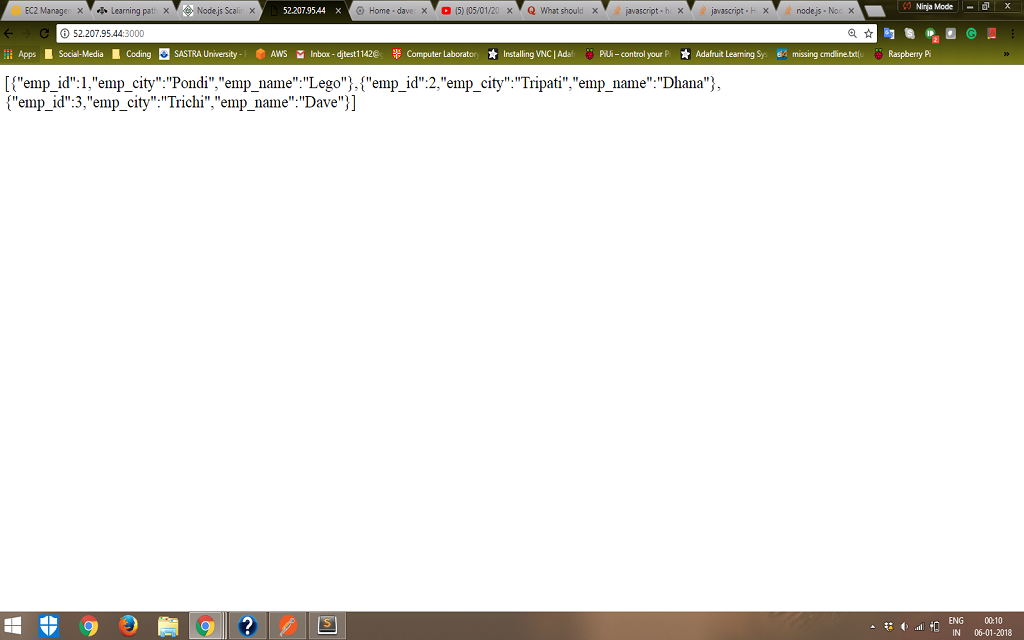 EC2 Manager
Learning path
Node.js Scalin
52.207.95.44
Home - dave
(5) (05/01/20
What should
javascript - h
javascript - H
node.js - Nod
Ninja Mode
52.207.95.44:3000
Apps
Social-Media
Coding
SASTRA University -
AWS
Inbox - djtest1142@
Computer Laboratory
Installing VNC | Adaf
PiUi – control your P
Adafruit Learning Sys
missing cmdline.txt(u
Raspberry Pi
»
[{"emp_id":1,"emp_city":"Pondi","emp_name":"Lego"},{"emp_id":2,"emp_city":"Tripati","emp_name":"Dhana"},
{"emp_id":3,"emp_city":"Trichi","emp_name":"Dave"}]
ENG
IN
00:10
06-01-2018